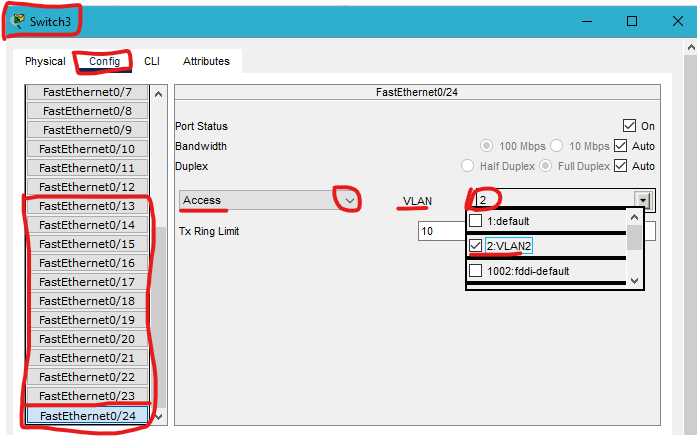 Switch3
Physical Config CLI Attributes
FastEthernet0/7
FastEthernet0/8
FastEthernet0/9
FastEthernet0/10
FastEthernet0/11
FastEthernet0/12
FastEthernet0/13
FastEthernet0/14
FastEthernet0/15
FastEthernet0/16
FastEthernet0/17
FastEthernet0/18
FastEthernet0/19
FastEthernet0/20
FastEthernet0/21
FastEthernet0/22
FastEthernet0/23
FastEthernet0/24
FastEthernet0/24
Port Status On
Bandwidth 100 Mbps 10 Mbps Auto
Duplex Half Duplex Full Duplex Auto
Access VLAN 2
1:default
2:VLAN2
1002:fddi-default
Tx Ring Limit 10